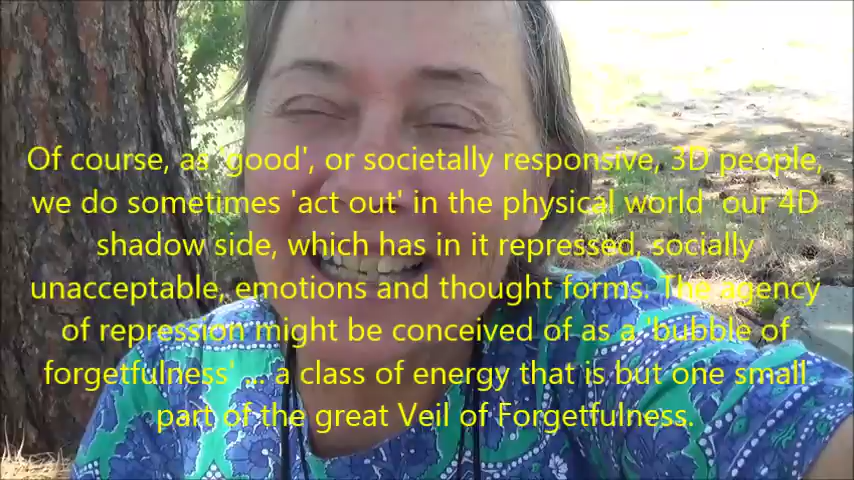 Of course, as 'good', or societally responsive, 3D people,
we do sometimes 'act out' in the physical world  our 4D
shadow side, which has in it repressed, socially
unacceptable, emotions and thought forms. The agency
of repression might be conceived of as a 'bubble of
forgetfulness' ... a class of energy that is but one small
part of the great Veil of Forgetfulness.